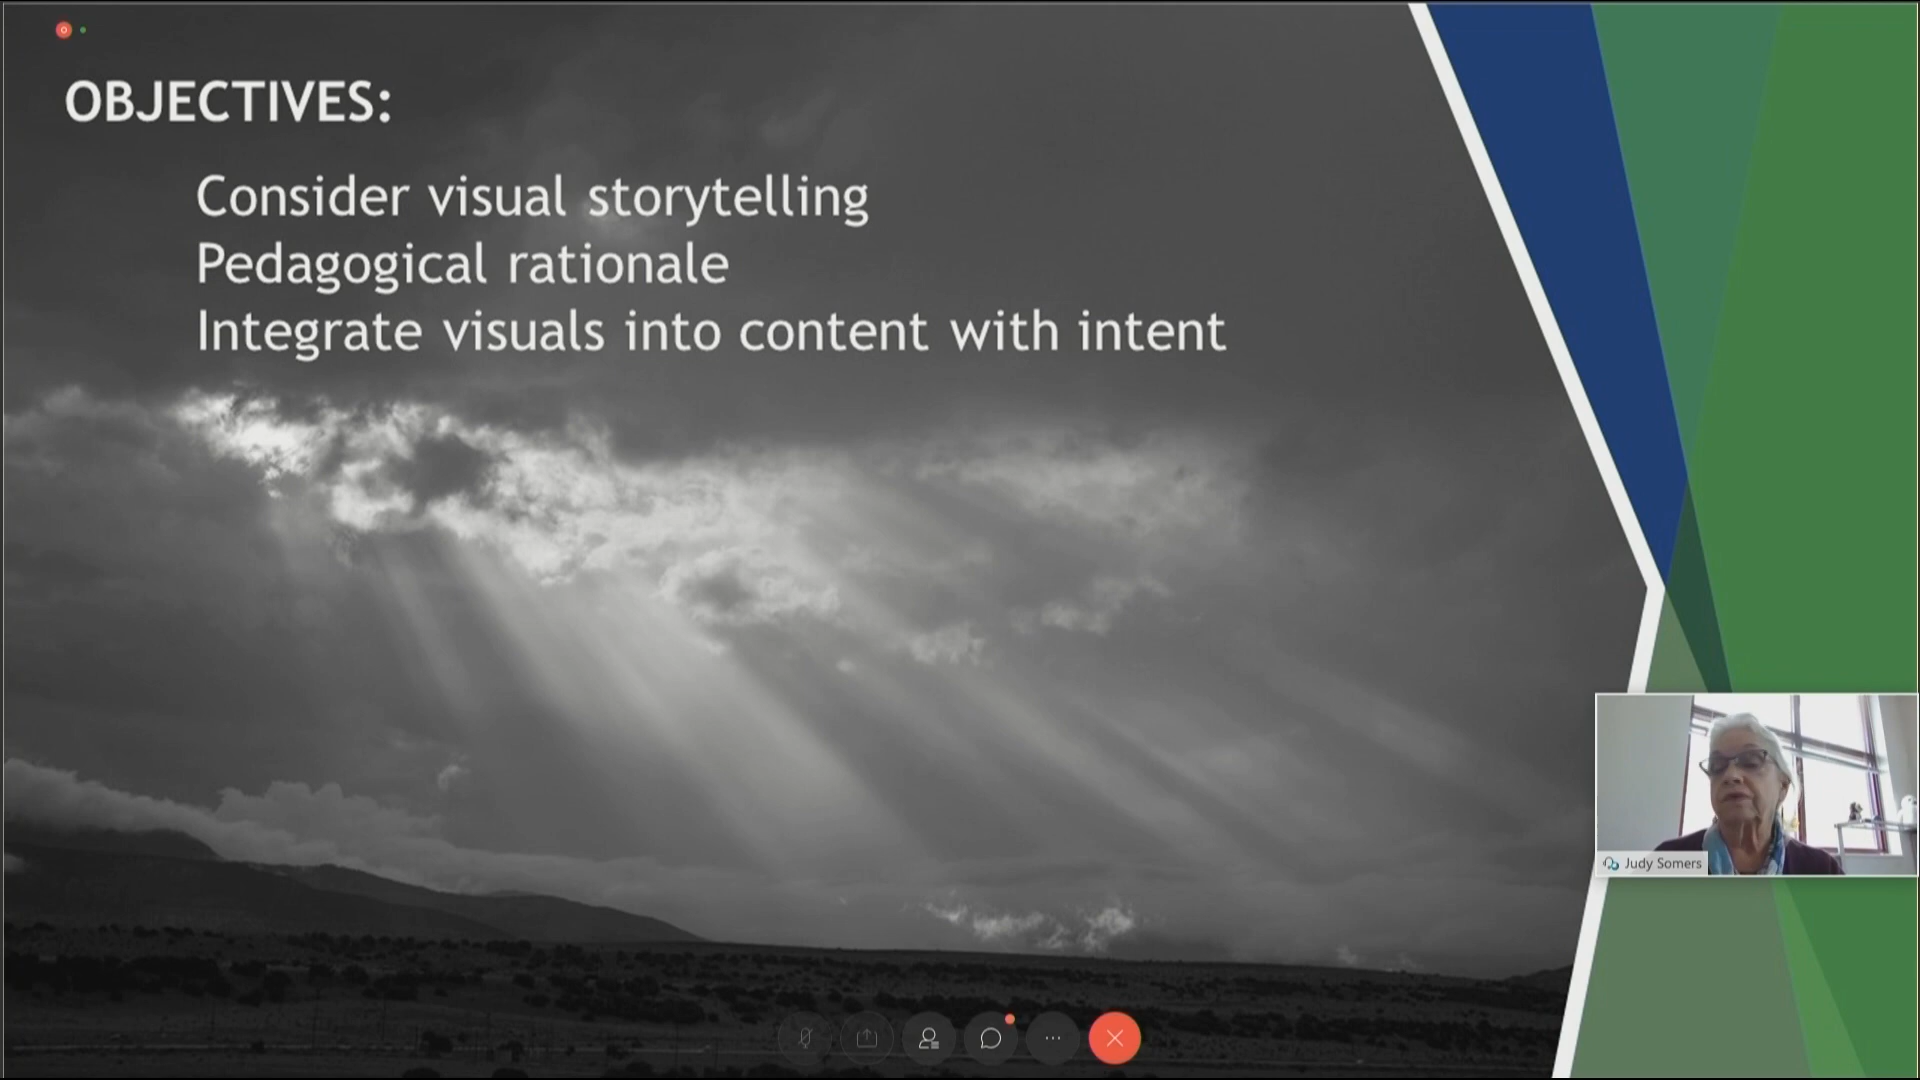 OBJECTIVES:
Consider visual storytelling
Pedagogical rationale
Integrate visuals into content with intent
Judy Somers